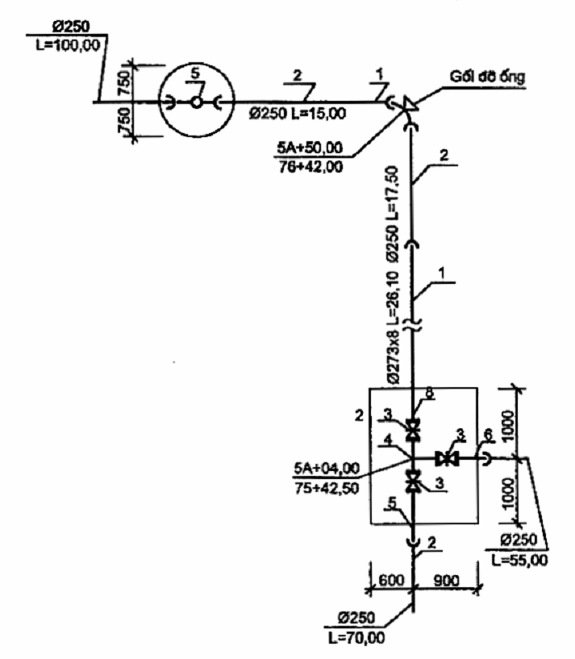 Ø250
L=100,00
750
750
5
2
1
Gối đỡ ống
Ø250 L=15,00
5A+50,00
76+42,00
2
Ø250 L=17,50
1
Ø273x8 L=26,10
2
8
3
3
6
4
5A+04,00
75+42,50
3
5
1000
1000
2
Ø250
L=55,00
600
900
Ø250
L=70,00